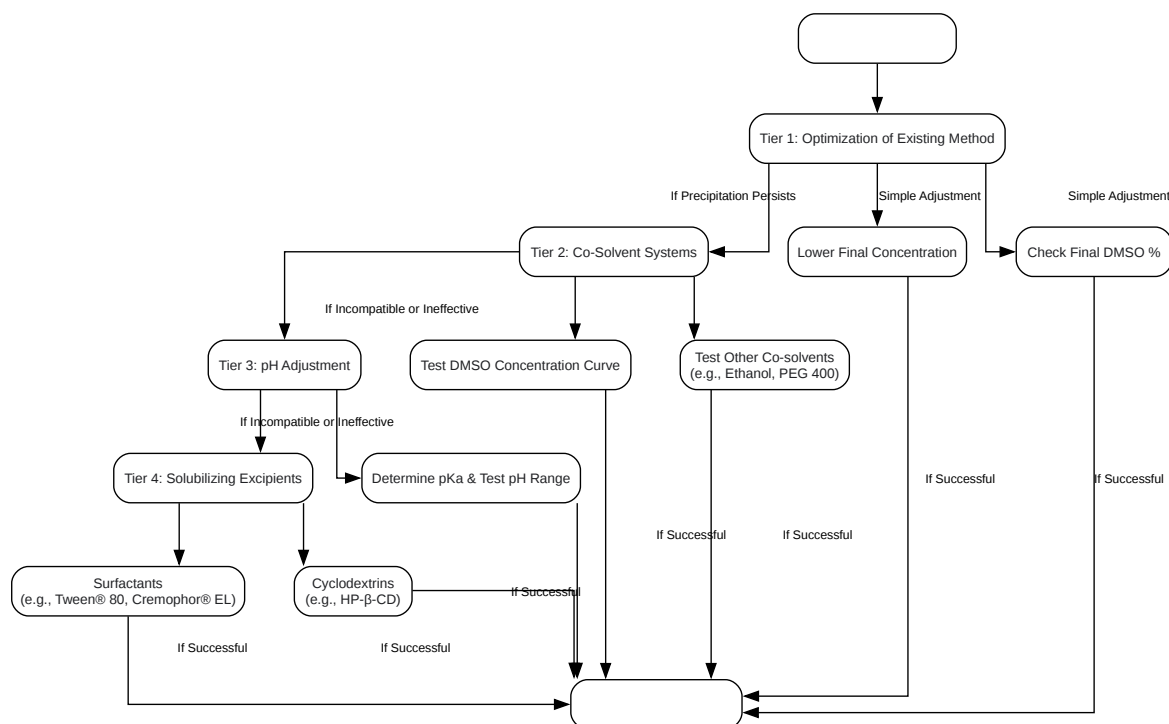 Tier 1: Optimization of Existing Method
If Precipitation Persists
Simple Adjustment
Simple Adjustment
Tier 2: Co-Solvent Systems
Lower Final Concentration
Check Final DMSO %
If Incompatible or Ineffective
Tier 3: pH Adjustment
Test DMSO Concentration Curve
Test Other Co-solvents
(e.g., Ethanol, PEG 400)
If Incompatible or Ineffective
Tier 4: Solubilizing Excipients
Determine pKa & Test pH Range
If Successful
If Successful
If Successful
If Successful
Surfactants
(e.g., Tween® 80, Cremophor® EL)
Cyclodextrins
(e.g., HP-β-CD)
If Successful
If Successful
If Successful